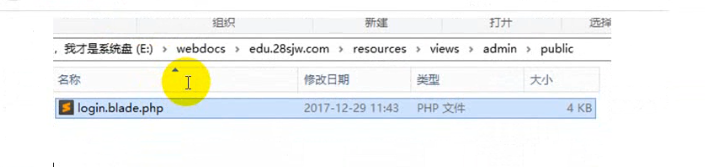 组织 新建 打开 选择
, 我才是系统盘 (E:) > webdocs > edu.28sjw.com > resources > views > admin > public
名称 修改日期 类型 大小
login.blade.php 2017-12-29 11:43 PHP 文件 4 KB